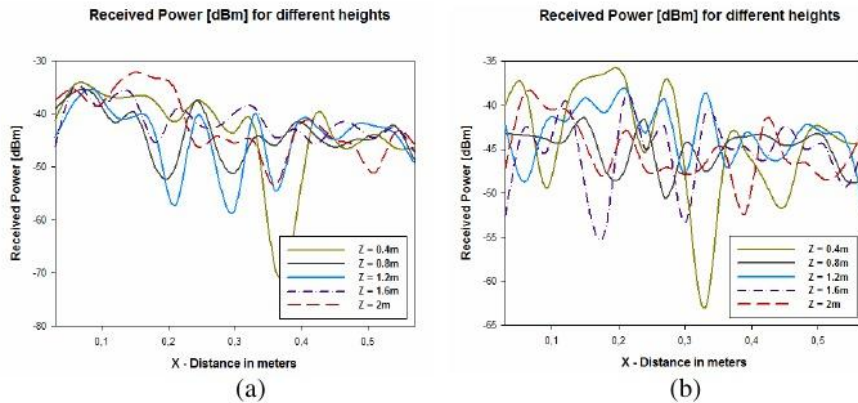 Received Power [dBm] for different heights
-30
-40
-50
-60
-70
-80
Received Power [dBm]
0,1
0,2
0,3
0,4
0,5
X - Distance in meters
Z = 0.4m
Z = 0.8m
Z = 1.2m
Z = 1.6m
Z = 2m
(a)
Received Power [dBm] for different heights
-35
-40
-45
-50
-55
-60
-65
Received Power [dBm]
0,1
0,2
0,3
0,4
0,5
X - Distance in meters
Z = 0.4m
Z = 0.8m
Z = 1.2m
Z = 1.6m
Z = 2m
(b)